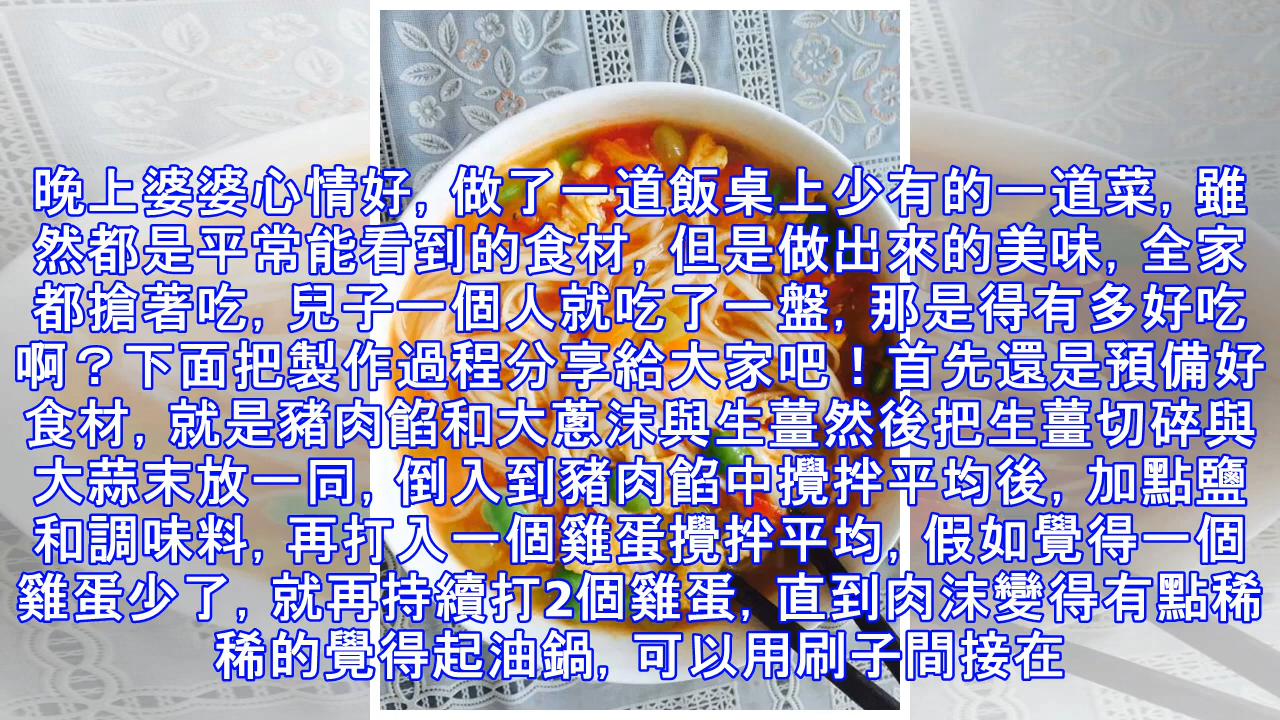 晚上婆婆心情好, 做了一道飯桌上少有的一道菜, 雖
然都是平常能看到的食材, 但是做出來的美味, 全家
都搶著吃, 兒子一個人就吃了一盤, 那是得有多好吃
啊？下面把製作過程分享給大家吧！首先還是預備好
食材, 就是豬肉餡和大蔥沫與生薑然後把生薑切碎與
大蒜末放一同, 倒入到豬肉餡中攪拌平均後, 加點鹽
和調味料, 再打入一個雞蛋攪拌平均, 假如覺得一個
雞蛋少了, 就再持續打2個雞蛋, 直到肉沫變得有點稀
稀的覺得起油鍋, 可以用刷子間接在